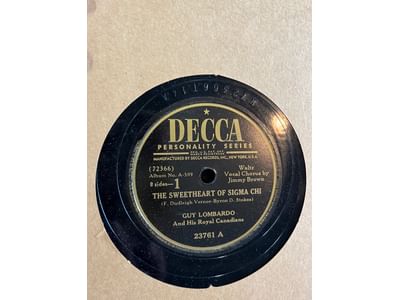 DECCA
PERSONALITY SERIES
MANUFACTURED BY DECCA RECORDS, INC., NEW YORK, U.S.A.
(72366)
Album No. A-509
8 sides—1
Waltz
Vocal Chorus by
Jimmy Brown
THE SWEETHEART OF SIGMA CHI
(F. Dudleigh Vernor-Byron D. Stokes)
GUY LOMBARDO
And His Royal Canadians
23761 A